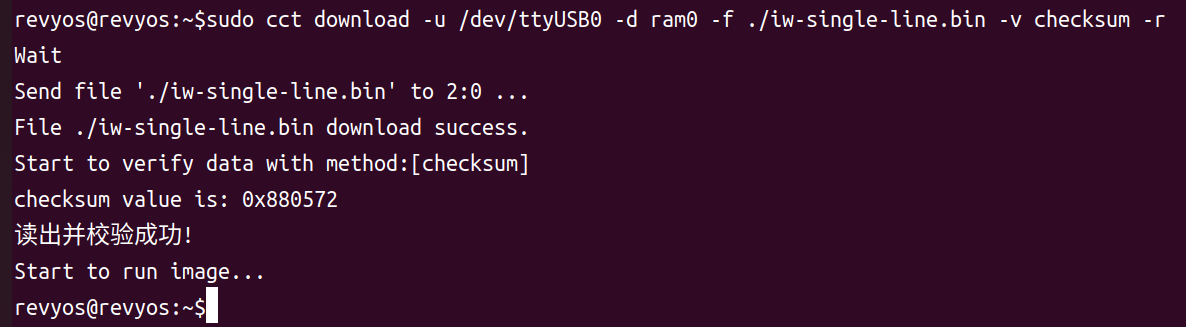 revyos@revyos:~$sudo cct download -u /dev/ttyUSB0 -d ram0 -f ./iw-single-line.bin -v checksum -r
Wait
Send file './iw-single-line.bin' to 2:0 ...
File ./iw-single-line.bin download success.
Start to verify data with method:[checksum]
checksum value is: 0x880572
读出并校验成功!
Start to run image...
revyos@revyos:~$